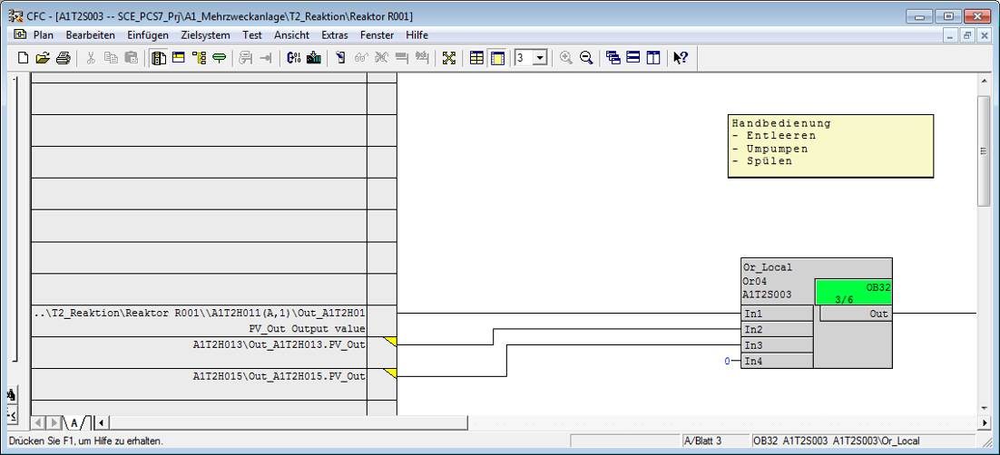 CFC - [A1T2S003 -- SCE_PCS7_Prj\A1_Mehrzweckanlage\T2_Reaktion\Reaktor R001]
Plan Bearbeiten Einfügen Zielsystem Test Ansicht Extras Fenster Hilfe
3
Handbedienung
- Entleeren
- Umpumpen
- Spülen
Or_Local
Or04
A1T2S003
OB32
3/6
..\T2_Reaktion\Reaktor R001\\A1T2H011(A,1)\Out_A1T2H01
PV_Out Output value
A1T2H013\Out_A1T2H013.PV_Out
A1T2H015\Out_A1T2H015.PV_Out
In1
Out
In2
In3
0
In4
A
Drücken Sie F1, um Hilfe zu erhalten.
A/Blatt 3
OB32 A1T2S003 A1T2S003\Or_Local